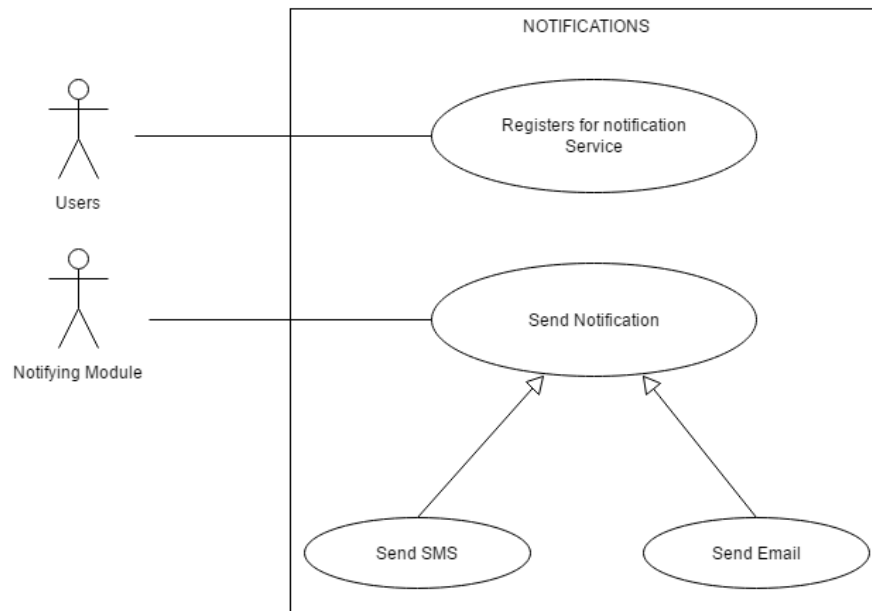 NOTIFICATIONS
Registers for notification
Service
Users
Send Notification
Notifying Module
Send SMS
Send Email